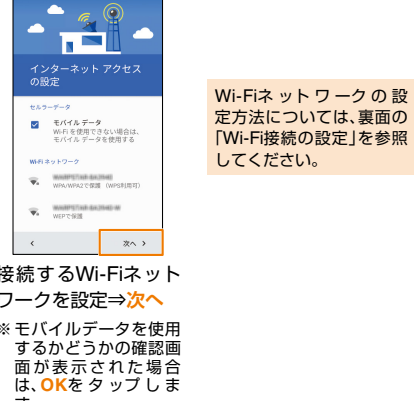 インターネット アクセス
の設定
セルラーデータ
モバイル データ
Wi-Fi を使用できない場合は、
モバイル データを使用する
Wi-Fi ネットワーク
WPA/WPA2で保護 (WPS利用可)
WEPで保護
次へ
接続するWi-Fiネット
ワークを設定⇒次へ
※モバイルデータを使用
するかどうかの確認画
面が表示された場合
は、OKをタップしま
す。
Wi-Fiネットワークの設
定方法については、裏面の
「Wi-Fi接続の設定」を参照
してください。